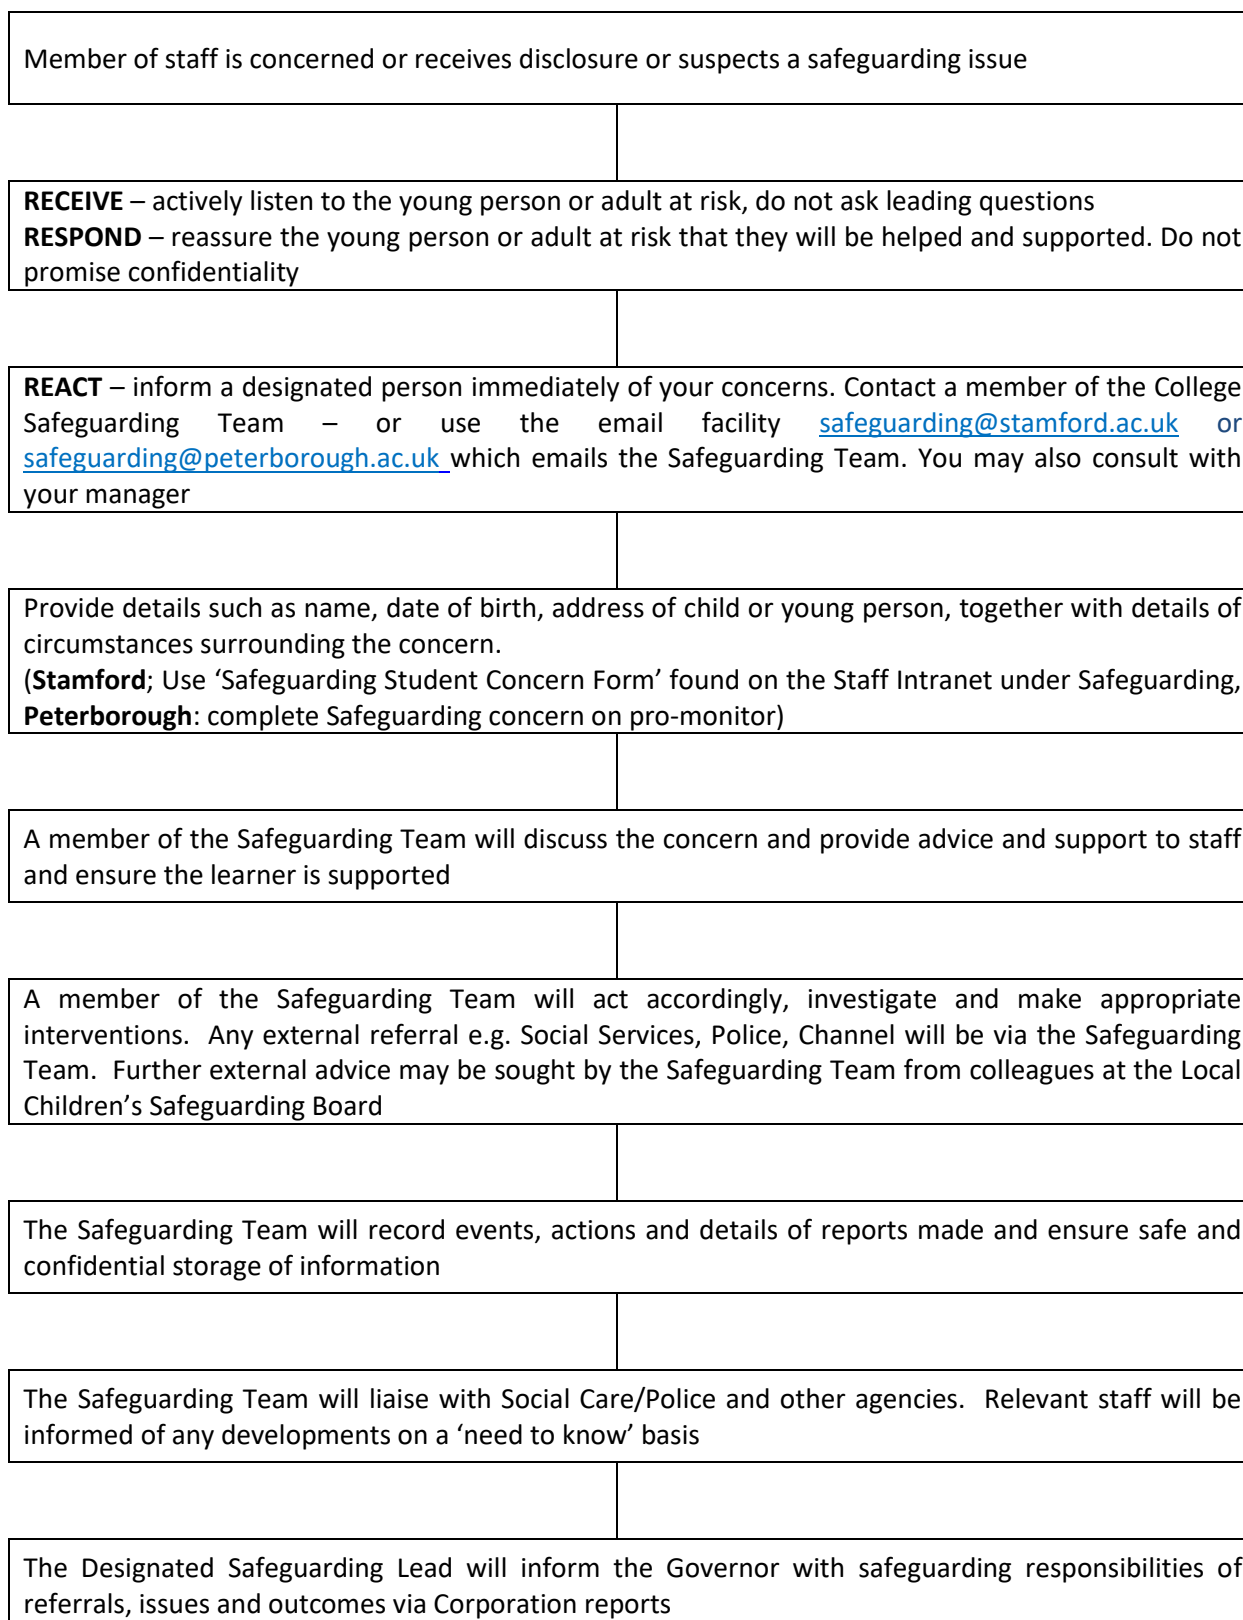 Member of staff is concerned or receives disclosure or suspects a safeguarding issue
RECEIVE – actively listen to the young person or adult at risk, do not ask leading questions
RESPOND – reassure the young person or adult at risk that they will be helped and supported. Do not
promise confidentiality
REACT – inform a designated person immediately of your concerns. Contact a member of the College
Safeguarding Team – or use the email facility safeguarding@stamford.ac.uk or
safeguarding@peterborough.ac.uk which emails the Safeguarding Team. You may also consult with
your manager
Provide details such as name, date of birth, address of child or young person, together with details of
circumstances surrounding the concern.
(Stamford; Use ‘Safeguarding Student Concern Form’ found on the Staff Intranet under Safeguarding,
Peterborough: complete Safeguarding concern on pro-monitor)
A member of the Safeguarding Team will discuss the concern and provide advice and support to staff
and ensure the learner is supported
A member of the Safeguarding Team will act accordingly, investigate and make appropriate
interventions. Any external referral e.g. Social Services, Police, Channel will be via the Safeguarding
Team. Further external advice may be sought by the Safeguarding Team from colleagues at the Local
Children’s Safeguarding Board
The Safeguarding Team will record events, actions and details of reports made and ensure safe and
confidential storage of information
The Safeguarding Team will liaise with Social Care/Police and other agencies. Relevant staff will be
informed of any developments on a ‘need to know’ basis
The Designated Safeguarding Lead will inform the Governor with safeguarding responsibilities of
referrals, issues and outcomes via Corporation reports